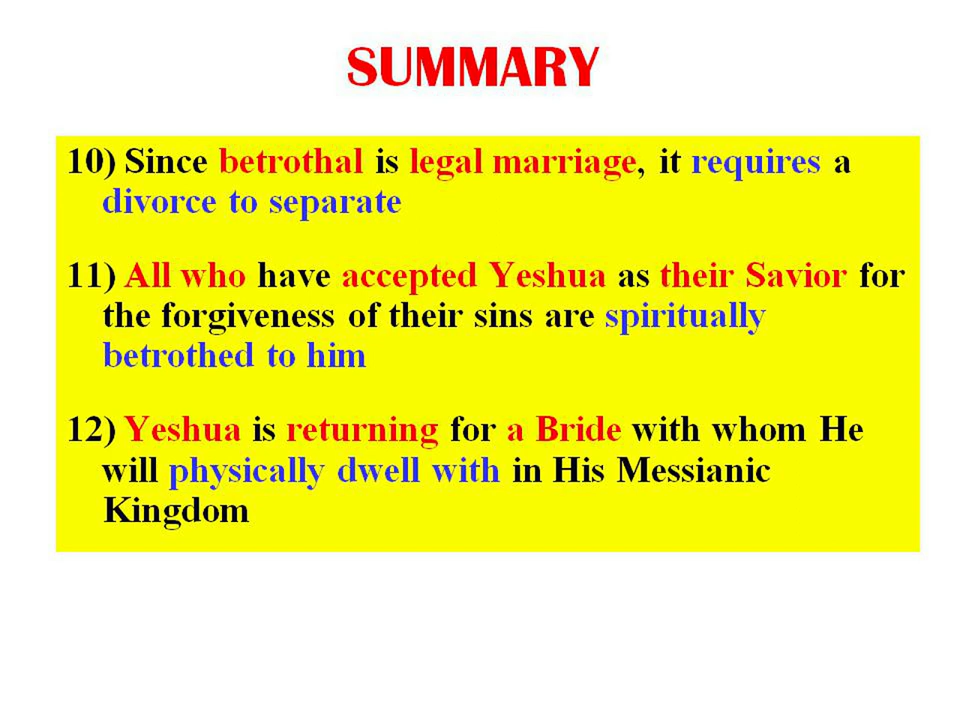 SUMMARY
10) Since betrothal is legal marriage, it requires a
divorce to separate
11) All who have accepted Yeshua as their Savior for
the forgiveness of their sins are spiritually
betrothed to him
12) Yeshua is returning for a Bride with whom He
will physically dwell with in His Messianic
Kingdom